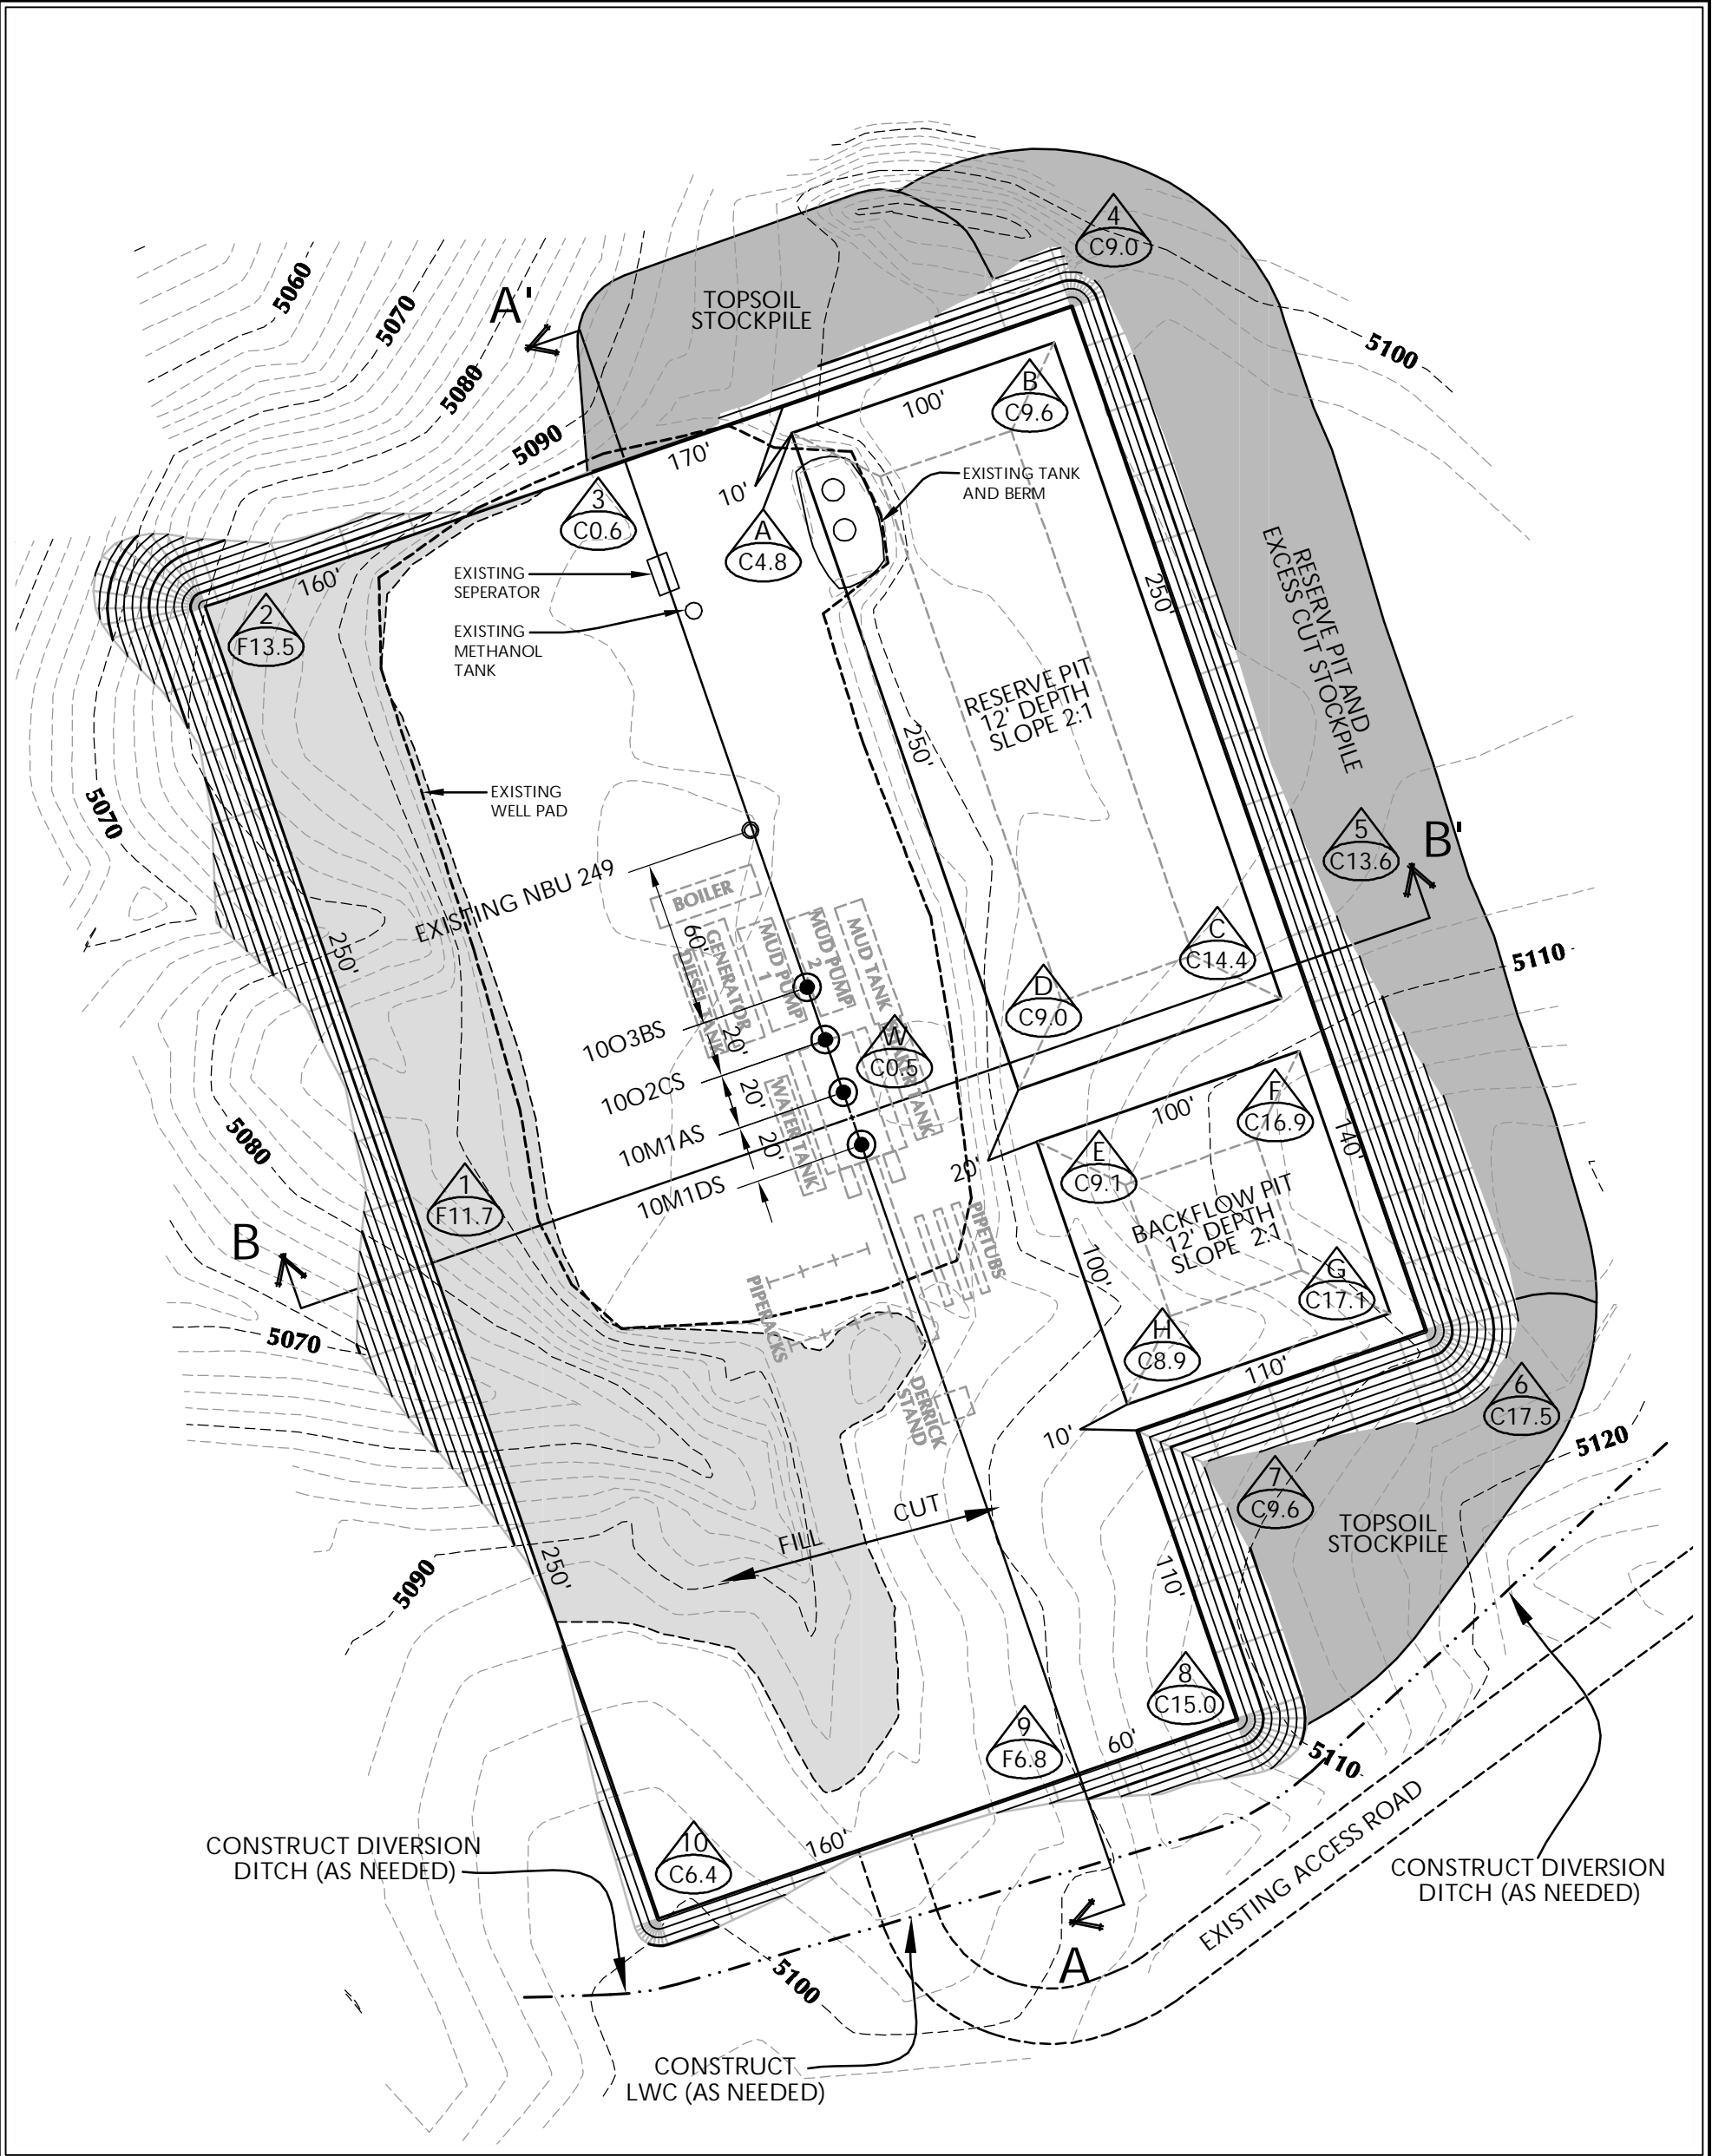 4
C9.0
5060
A'
TOPSOIL
STOCKPILE
5070
5100
5080
B
C9.6
100'
5090
170'
10'
EXISTING TANK
AND BERM
3
C0.6
A
C4.8
EXISTING
SEPERATOR
160'
250'
RESERVE PIT AND
EXCESS CUT STOCKPILE
2
F13.5
EXISTING
METHANOL
TANK
RESERVE PIT
12' DEPTH
SLOPE 2:1
250'
EXISTING
WELL PAD
5070
5
C13.6
B'
EXISTING NBU 249
BOILER
60'
GENERATOR
DIESEL TANK
MUD PUMP
1
MUD PUMP
2
MUD TANK
250'
C
C14.4
5110
D
C9.0
10O3BS
20'
W
C0.5
10O2CS
20'
WATER TANK
10M1AS
20'
10M1DS
5080
1
F11.7
100'
F
C16.9
140'
20'
E
C9.1
BACKFLOW PIT
12' DEPTH
SLOPE 2:1
100'
G
C17.1
PIPETUBS
B
5070
PIPERACKS
H
C8.9
110'
DERRICK
STAND
10'
6
C17.5
5120
7
C9.6
TOPSOIL
STOCKPILE
CUT
FILL
250'
110'
5090
8
C15.0
9
F6.8
60'
5110
10
C6.4
160'
CONSTRUCT DIVERSION
DITCH (AS NEEDED)
EXISTING ACCESS ROAD
CONSTRUCT DIVERSION
DITCH (AS NEEDED)
A
5100
CONSTRUCT
LWC (AS NEEDED)